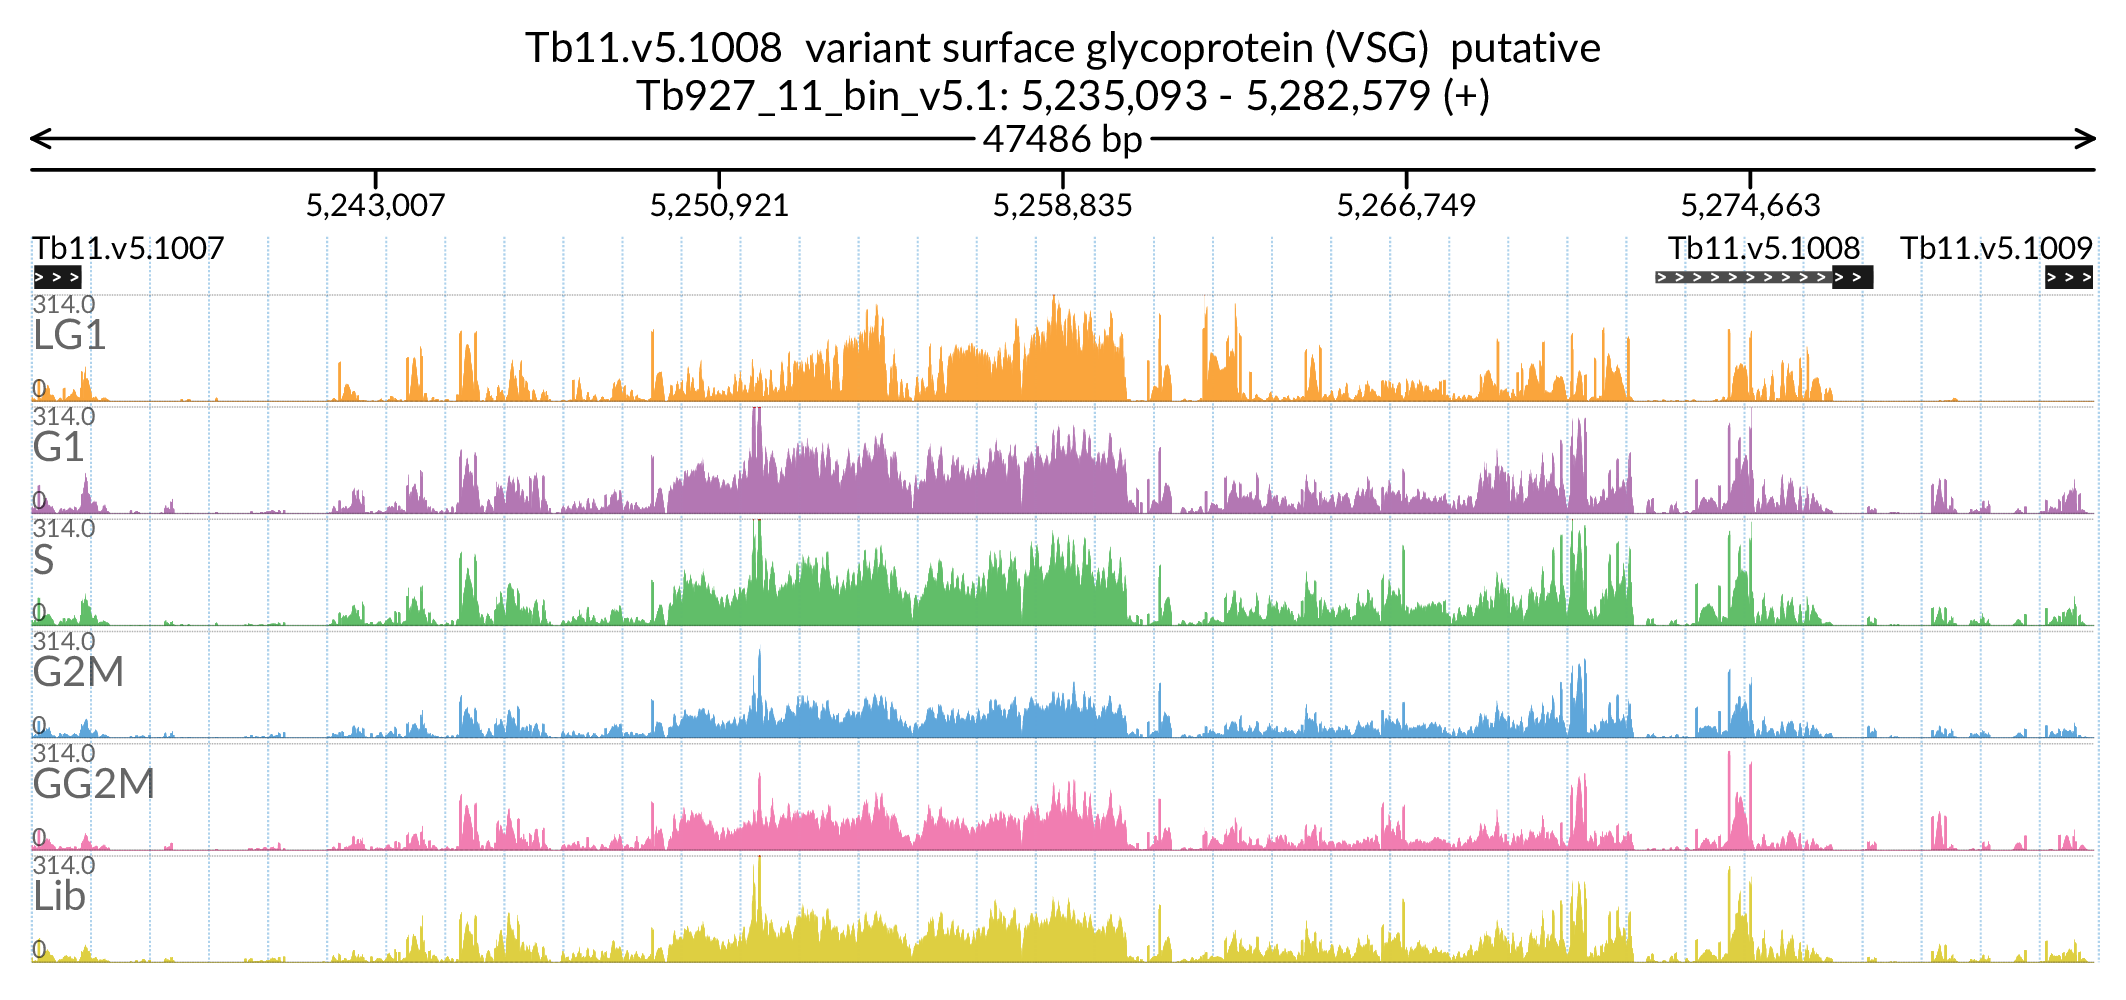 Tb11.v5.1008  variant surface glycoprotein (VSG)  putative
Tb927_11_bin_v5.1: 5,235,093 - 5,282,579 (+)
47486 bp
5,243,007 5,250,921 5,258,835 5,266,749 5,274,663
Tb11.v5.1007 Tb11.v5.1008 Tb11.v5.1009
314.0
LG1
0
314.0
G1
0
314.0
S
0
314.0
G2M
0
314.0
GG2M
0
314.0
Lib
0